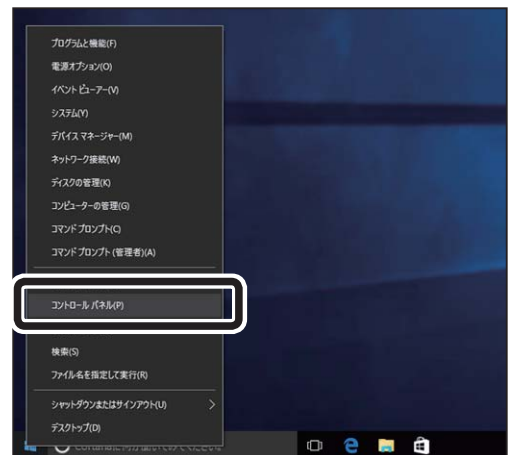 プログラムと機能(F)
電源オプション(O)
イベント ビューアー(V)
システム(Y)
デバイス マネージャー(M)
ネットワーク接続(W)
ディスクの管理(K)
コンピューターの管理(G)
コマンド プロンプト(C)
コマンド プロンプト (管理者)(A)
コントロール パネル(P)
検索(S)
ファイル名を指定して実行(R)
シャットダウンまたはサインアウト(U)
デスクトップ(D)